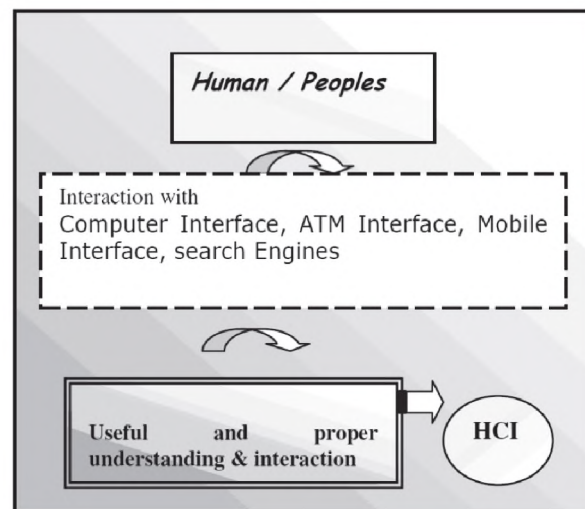 Human / Peoples
Interaction with
Computer Interface, ATM Interface, Mobile
Interface, search Engines
Useful and proper
understanding & interaction
HCI